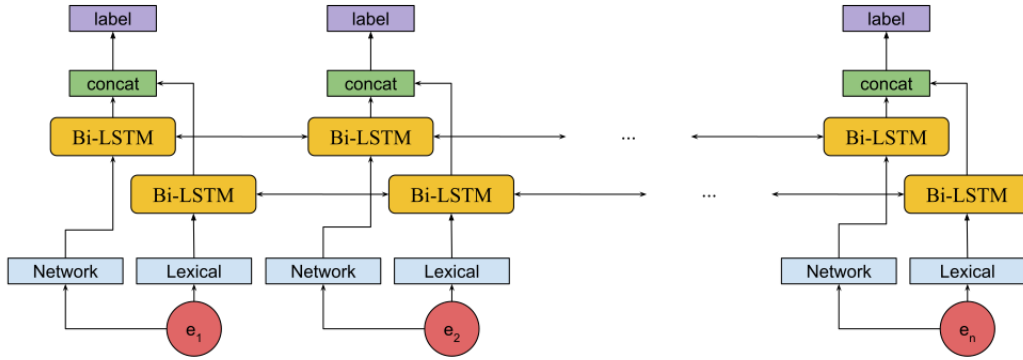 label label label
concat concat concat
Bi-LSTM Bi-LSTM ... Bi-LSTM
Bi-LSTM Bi-LSTM ... Bi-LSTM
Network Lexical Network Lexical Network Lexical
e1 e2 en